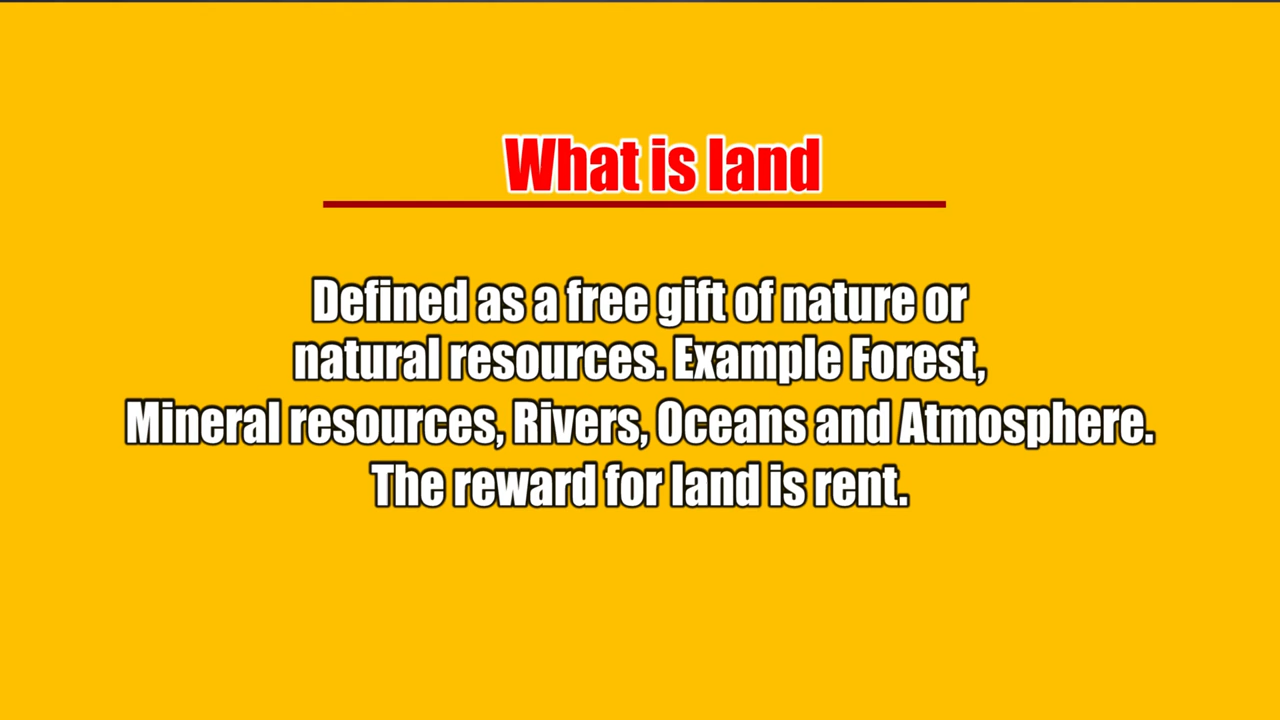 What is land
Defined as a free gift of nature or
natural resources. Example Forest,
Mineral resources, Rivers, Oceans and Atmosphere.
The reward for land is rent.